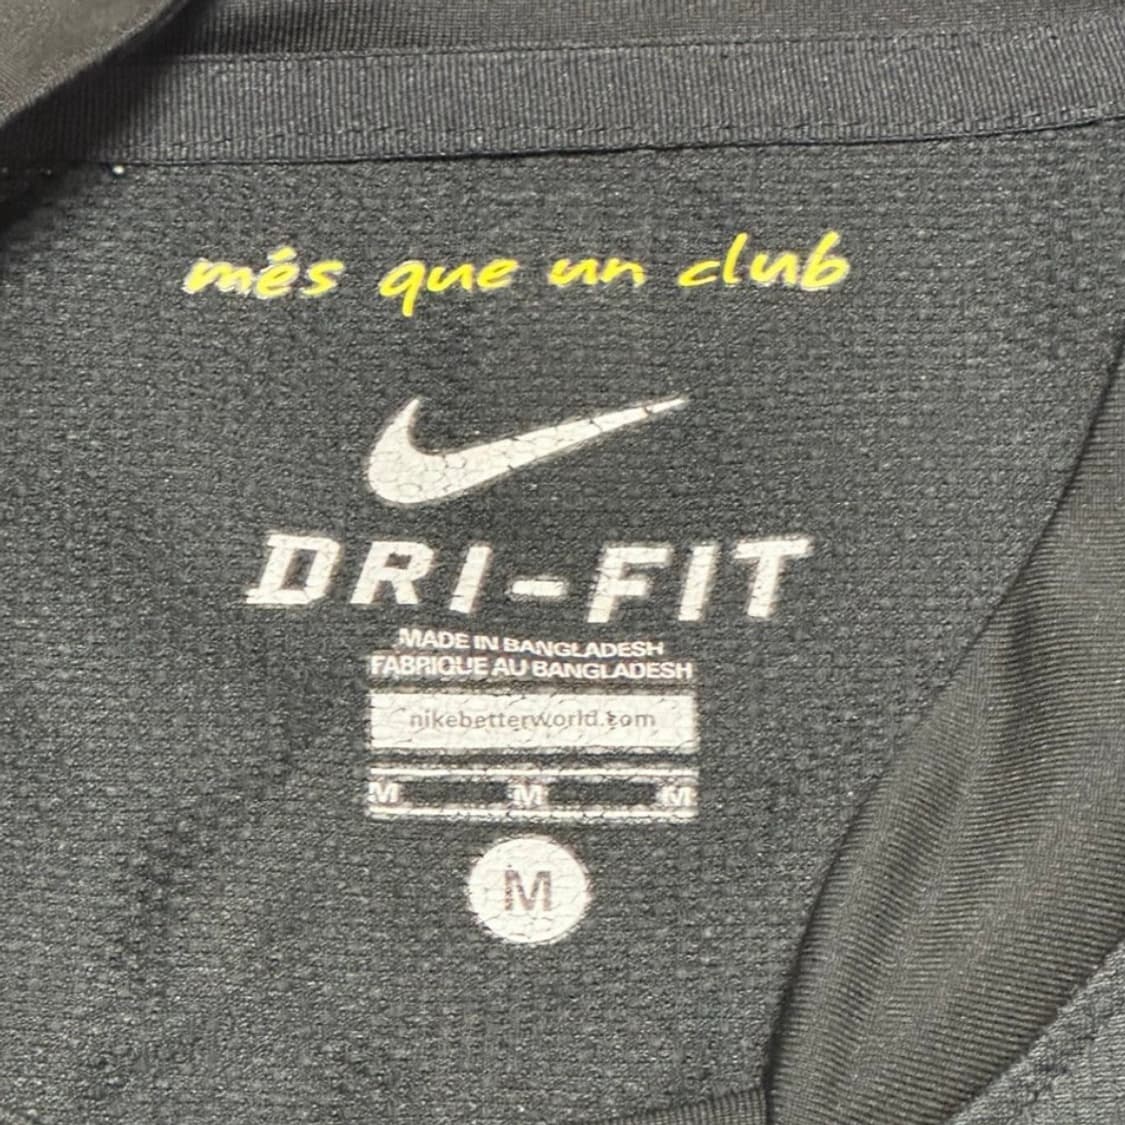 més que un club
DRI-FIT
MADE IN BANGLADESH
FABRIQUE AU BANGLADESH
nikebetterworld.com
M M M
M